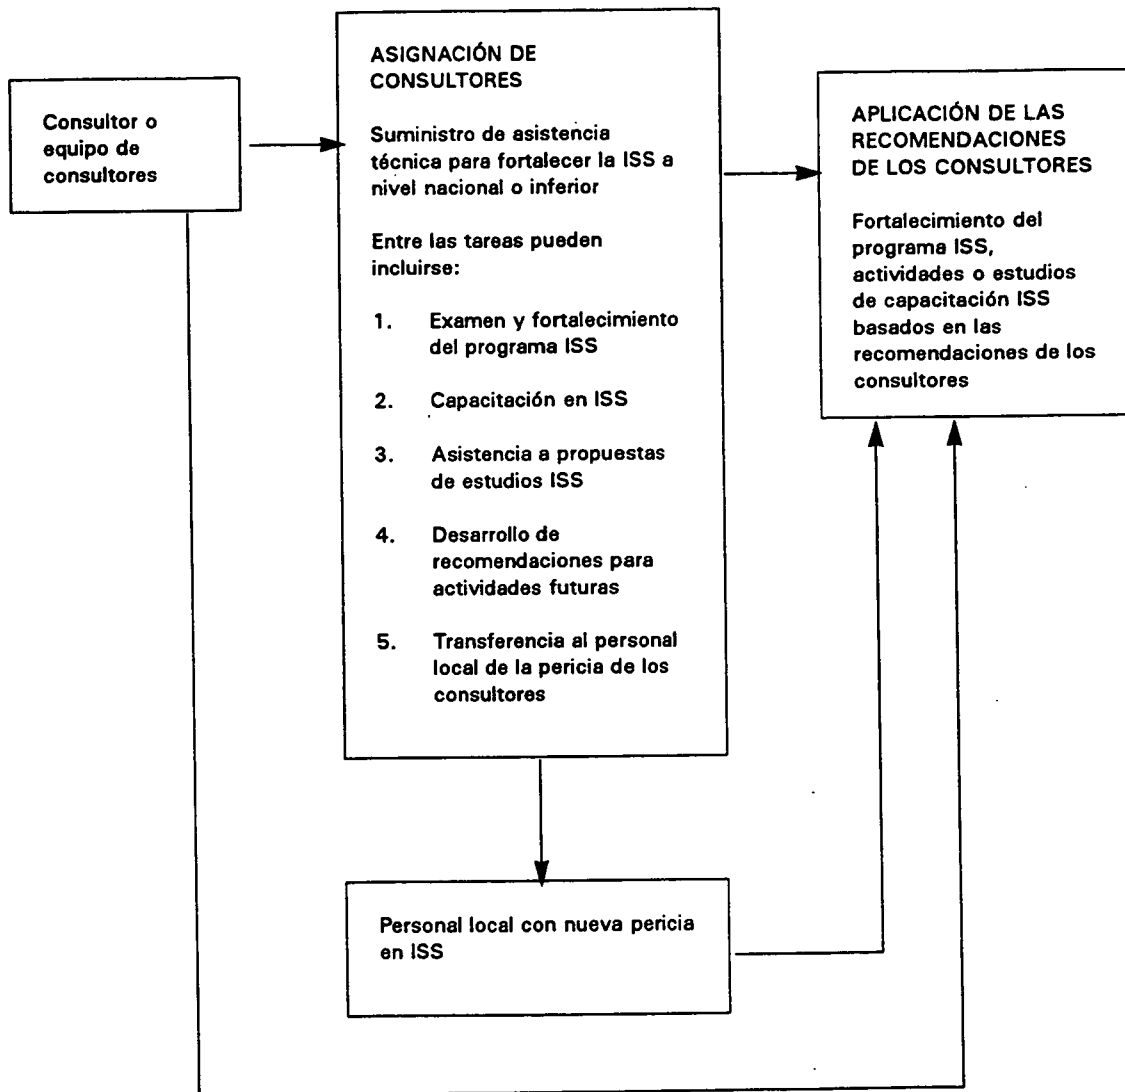 Consultor o
equipo de
consultores
ASIGNACIÓN DE
CONSULTORES
Suministro de asistencia
técnica para fortalecer la ISS a
nivel nacional o inferior
Entre las tareas pueden
incluirse:
1. Examen y fortalecimiento
del programa ISS
2. Capacitación en ISS
3. Asistencia a propuestas
de estudios ISS
4. Desarrollo de
recomendaciones para
actividades futuras
5. Transferencia al personal
local de la pericia de los
consultores
APLICACIÓN DE LAS
RECOMENDACIONES
DE LOS CONSULTORES
Fortalecimiento del
programa ISS,
actividades o estudios
de capacitación ISS
basados en las
recomendaciones de los
consultores
Personal local con nueva pericia
en ISS